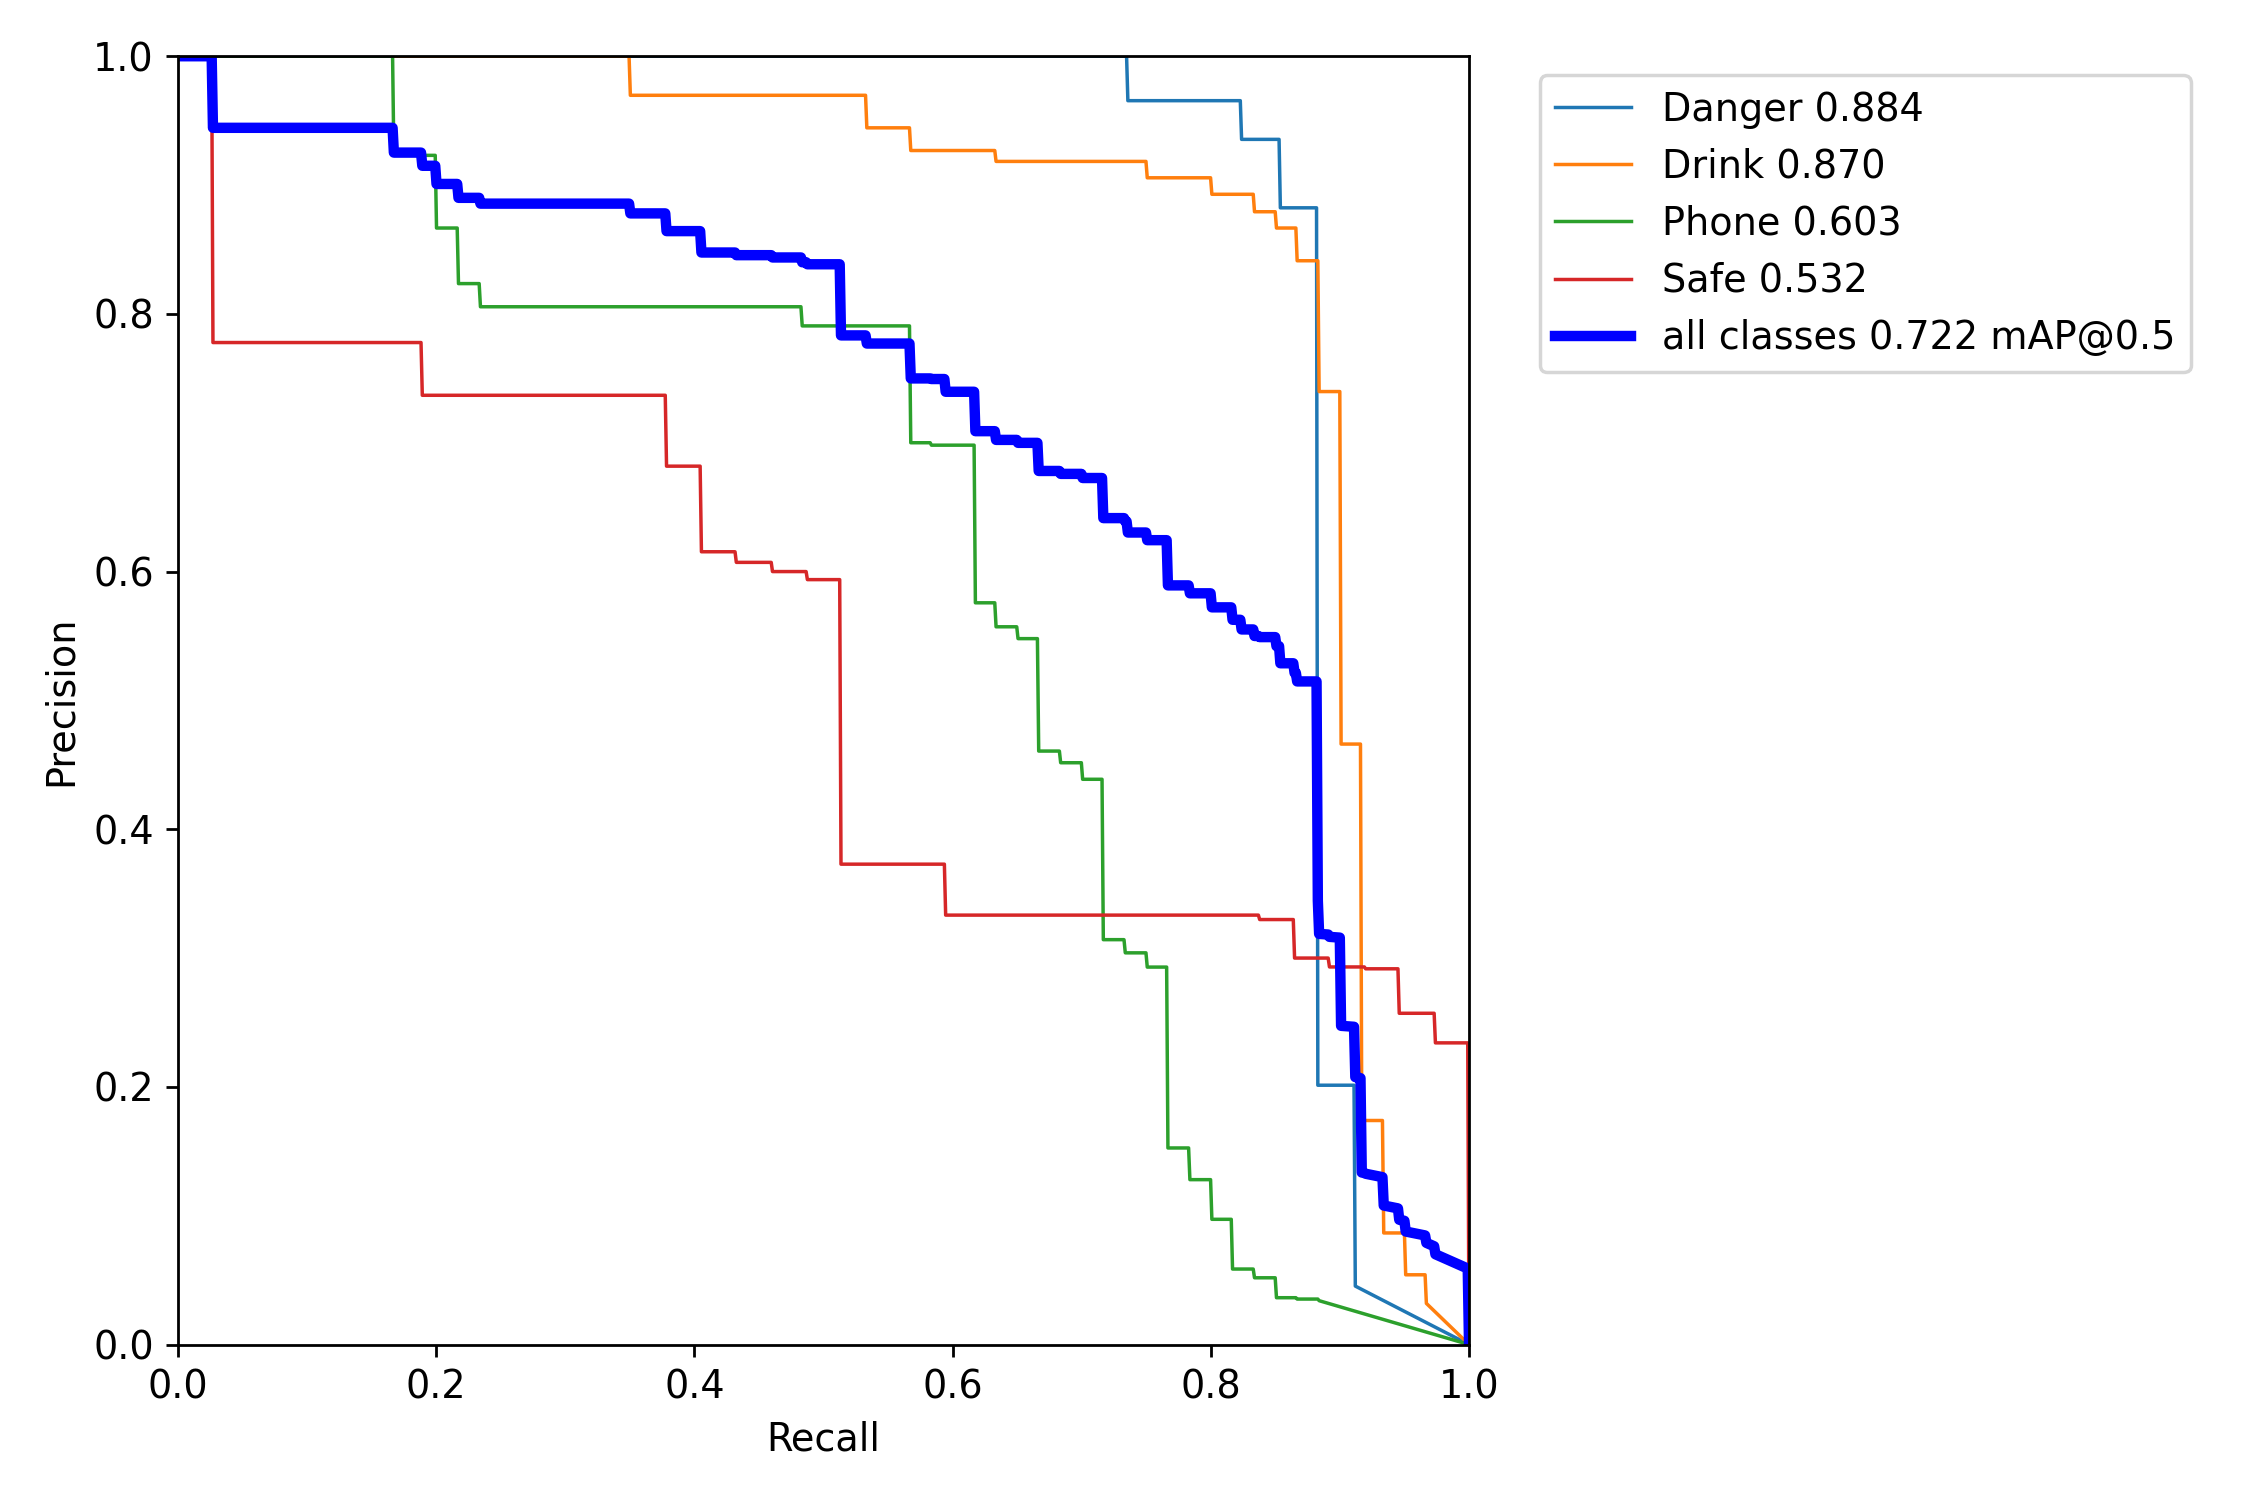 1.0
0.8
0.6
0.4
0.2
0.0
Precision
0.0 0.2 0.4 0.6 0.8 1.0
Recall
Danger 0.884
Drink 0.870
Phone 0.603
Safe 0.532
all classes 0.722 mAP@0.5